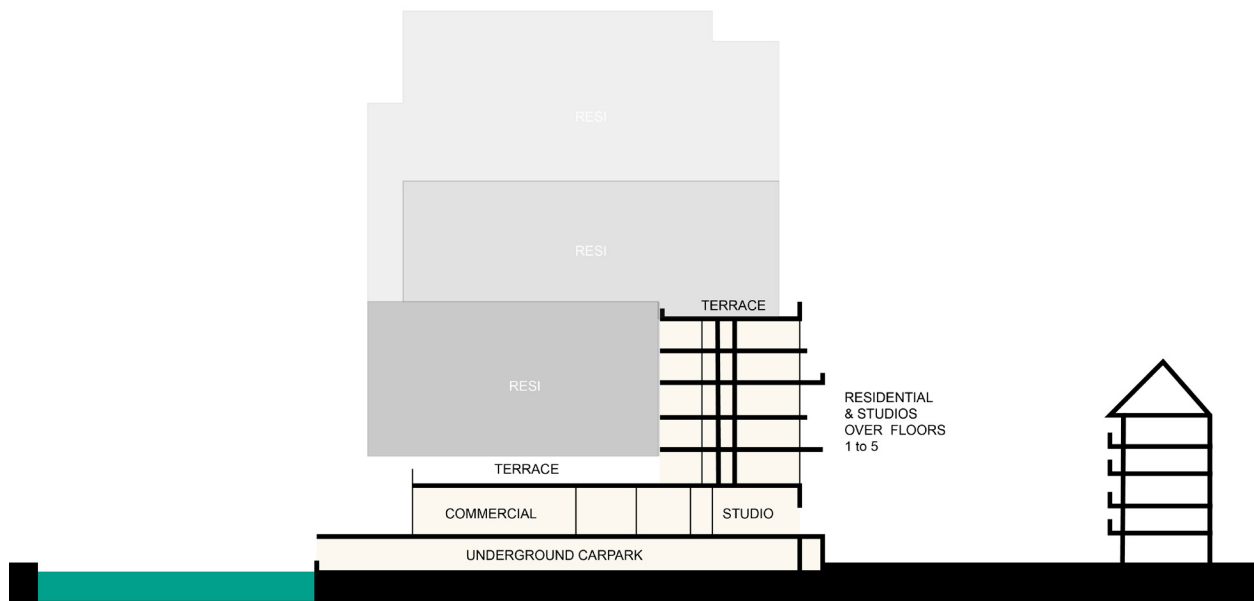 RESI
RESI
TERRACE
RESI
RESIDENTIAL
& STUDIOS
OVER FLOORS
1 to 5
TERRACE
COMMERCIAL
STUDIO
UNDERGROUND CARPARK